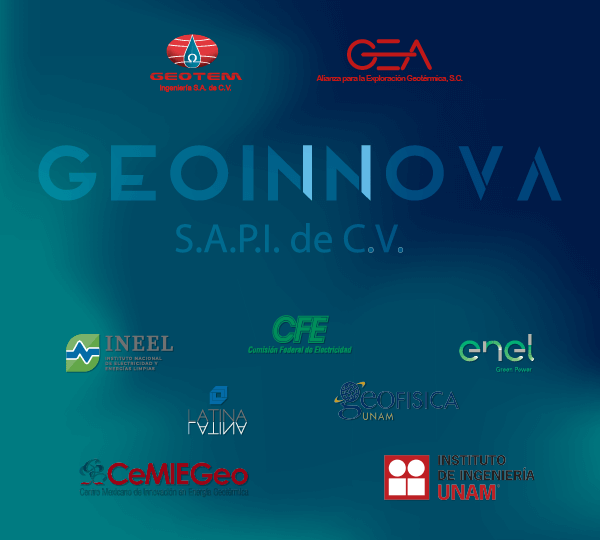 GEOTEM
Ingeniería S.A. de C.V.
GEA
Alianza para la Exploración Geotérmica, S.C.
GEOINNOVA
S.A.P.I. de C.V.
INEEL
INSTITUTO NACIONAL
DE ELECTRICIDAD Y
ENERGÍAS LIMPIAS
CFE
Comisión Federal de Electricidad
enel
Green Power
LATINA
LATINA
geOFISICA
UNAM
CeMIEGeo
Centro Mexicano de Innovación en Energía Geotérmica
INSTITUTO
DE INGENIERÍA
UNAM